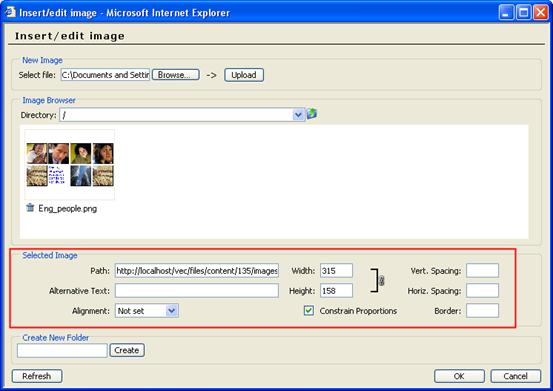 Insert/edit image - Microsoft Internet Explorer
Insert/edit image
New Image
Select file: C:\Documents and Settir Browse... -> Upload
Image Browser
Directory: /
Eng_people.png
Selected Image
Path: http://localhost/vec/files/content/135/images Width: 315 Vert. Spacing:
Alternative Text: Height: 158 Horiz. Spacing:
Alignment: Not set Constrain Proportions Border:
Create New Folder
Create
Refresh OK Cancel